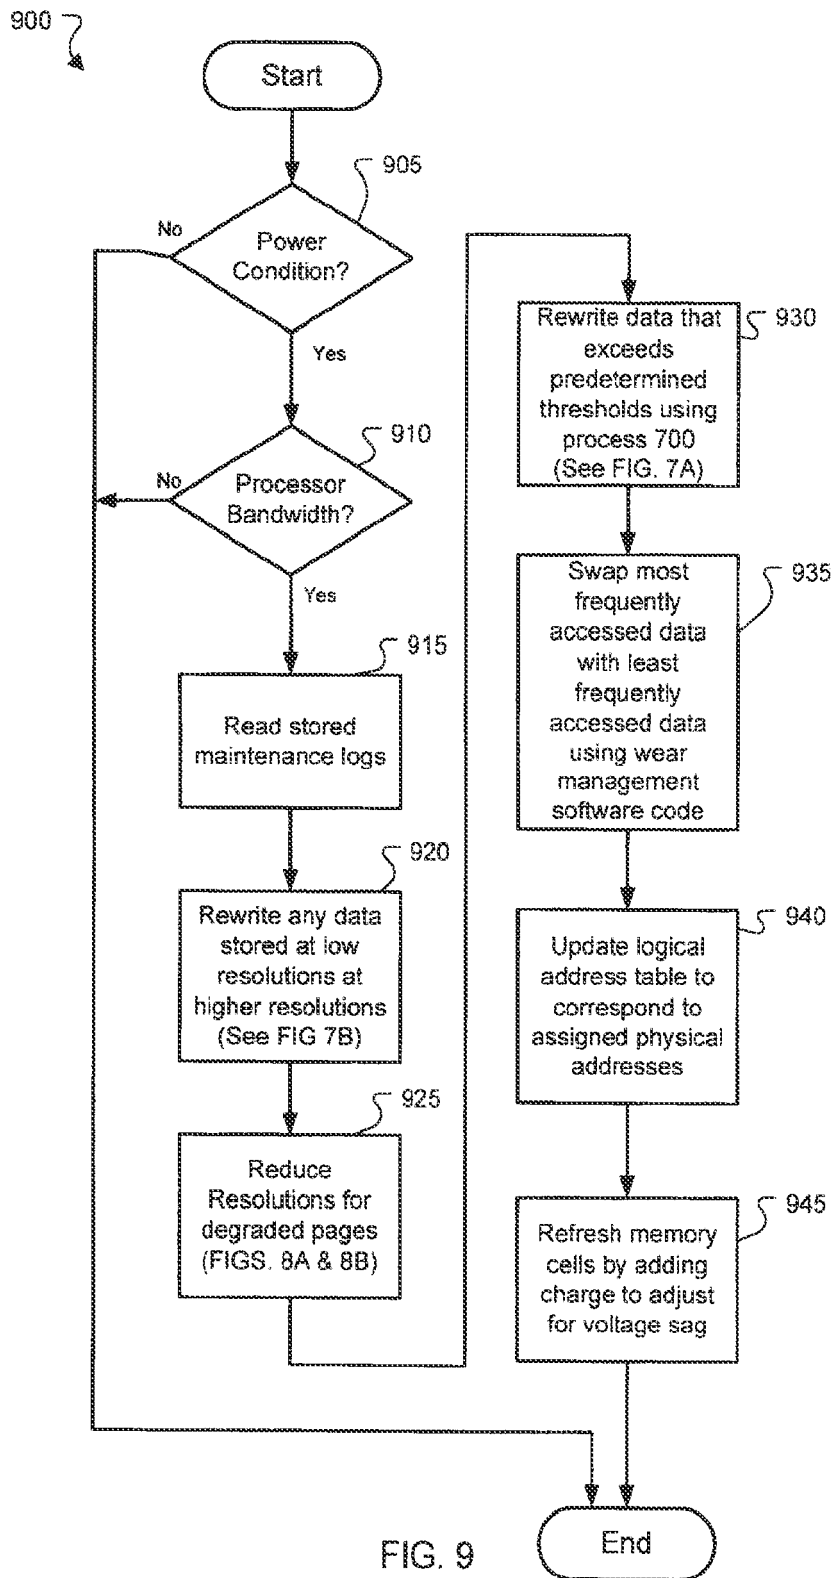 900
Start
905
No
Power
Condition?
Yes
910
No
Processor
Bandwidth?
Yes
915
Read stored
maintenance logs
920
Rewrite any data
stored at low
resolutions at
higher resolutions
(See FIG 7B)
925
Reduce
Resolutions for
degraded pages
(FIGS. 8A & 8B)
930
Rewrite data that
exceeds
predetermined
thresholds using
process 700
(See FIG. 7A)
935
Swap most
frequently
accessed data
with least
frequently
accessed data
using wear
management
software code
940
Update logical
address table to
correspond to
assigned physical
addresses
945
Refresh memory
cells by adding
charge to adjust
for voltage sag
End
FIG. 9